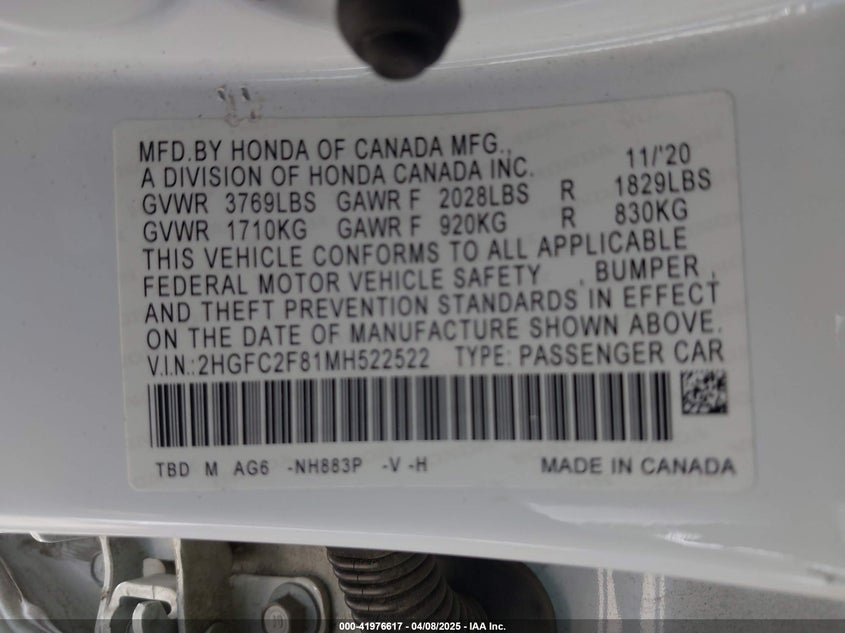 MFD.BY HONDA OF CANADA MFG., 11/'20
A DIVISION OF HONDA CANADA INC.
GVWR 3769LBS GAWR F 2028LBS R 1829LBS
GVWR 1710KG GAWR F 920KG R 830KG
THIS VEHICLE CONFORMS TO ALL APPLICABLE
FEDERAL MOTOR VEHICLE SAFETY , BUMPER ,
AND THEFT PREVENTION STANDARDS IN EFFECT
ON THE DATE OF MANUFACTURE SHOWN ABOVE.
V.I.N.: 2HGFC2F81MH522522 TYPE: PASSENGER CAR
TBD M AG6 -NH883P -V -H MADE IN CANADA
000-41976617 - 04/08/2025 - IAA Inc.